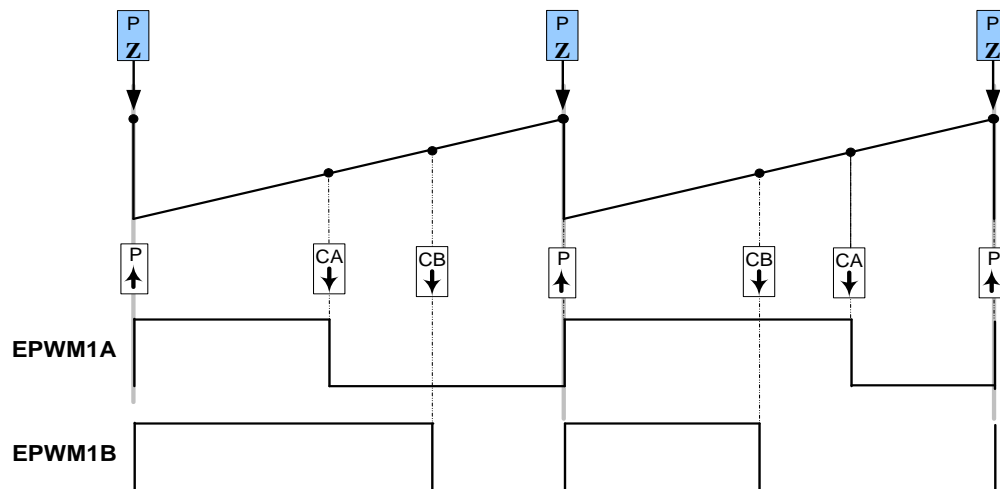 P P P
Z Z Z
P CA CB P CB CA P
EPWM1A
EPWM1B